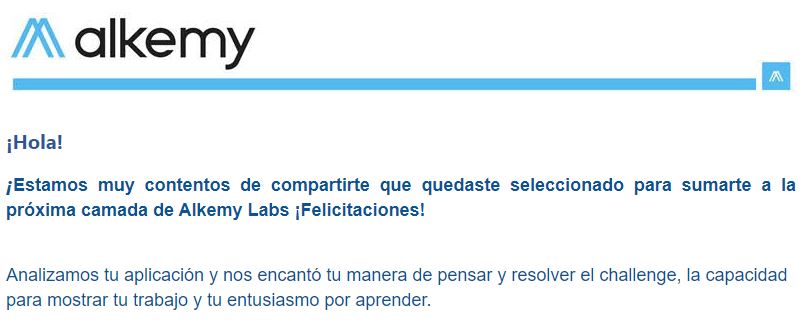 alkemy
¡Hola!
¡Estamos muy contentos de compartirte que quedaste seleccionado para sumarte a la
próxima camada de Alkemy Labs ¡Felicitaciones!
Analizamos tu aplicación y nos encantó tu manera de pensar y resolver el challenge, la capacidad
para mostrar tu trabajo y tu entusiasmo por aprender.